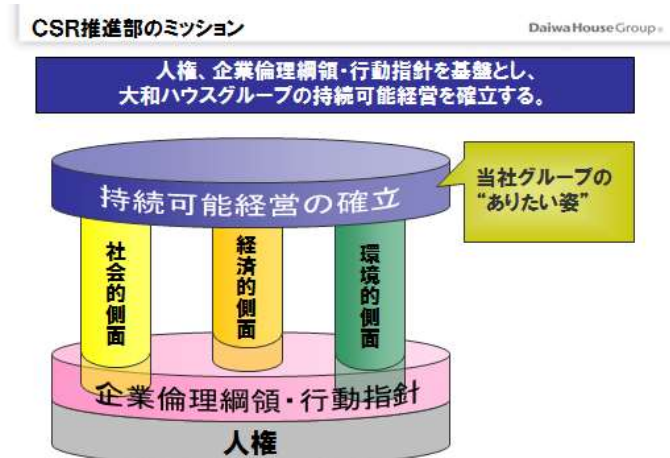 CSR推進部のミッション
DaiwaHouseGroup®
人権、企業倫理綱領・行動指針を基盤とし、
大和ハウスグループの持続可能経営を確立する。
持続可能経営の確立
当社グループの
“ありたい姿”
社会的側面
経済的側面
環境的側面
企業倫理綱領・行動指針
人権